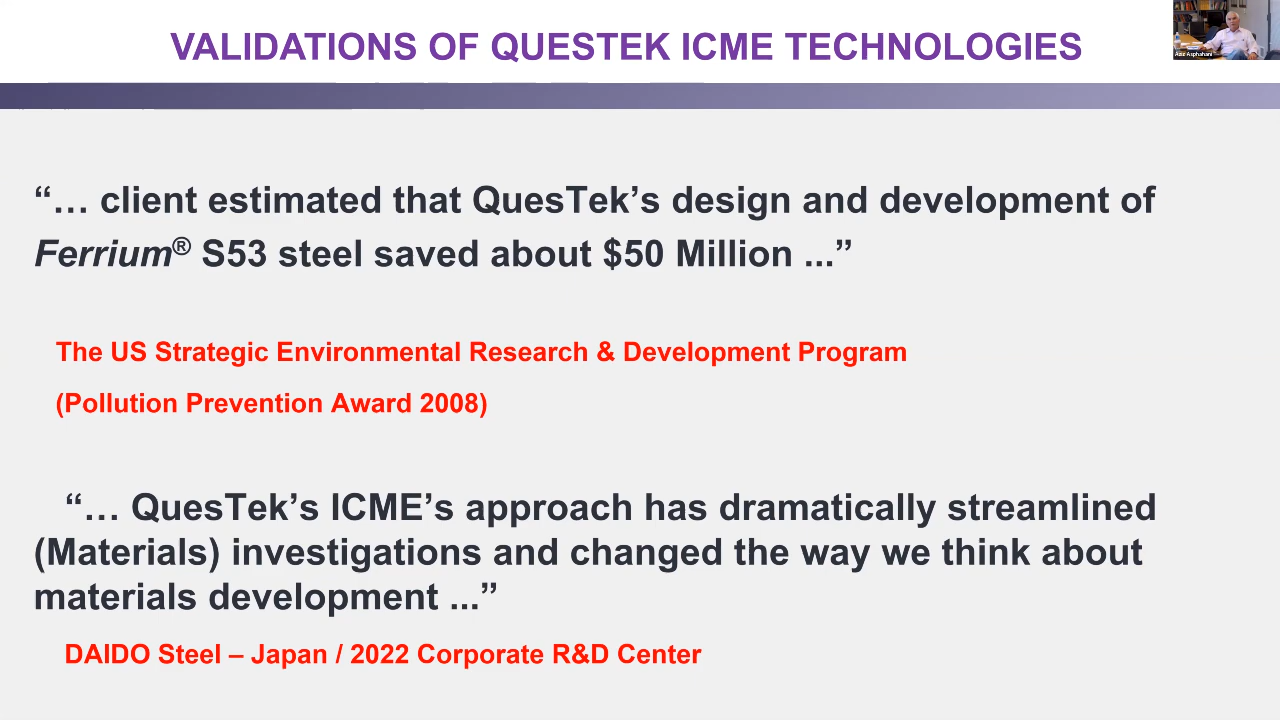 VALIDATIONS OF QUESTEK ICME TECHNOLOGIES
Aziz Asphahani
“… client estimated that QuesTek’s design and development of
Ferrium® S53 steel saved about $50 Million ...”
The US Strategic Environmental Research & Development Program
(Pollution Prevention Award 2008)
“… QuesTek’s ICME’s approach has dramatically streamlined
(Materials) investigations and changed the way we think about
materials development ...”
DAIDO Steel – Japan / 2022 Corporate R&D Center